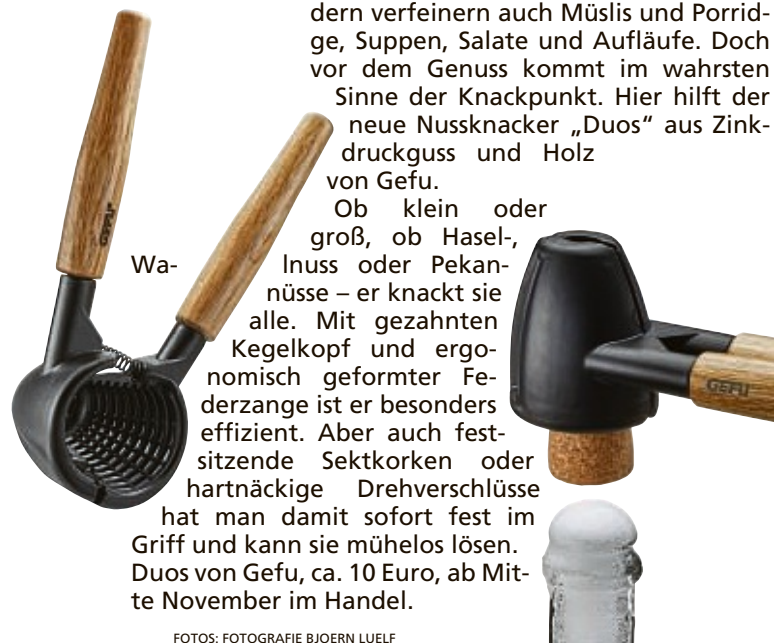 dern verfeinern auch Müslis und Porrid-
ge, Suppen, Salate und Aufläufe. Doch
vor dem Genuss kommt im wahrsten
Sinne der Knackpunkt. Hier hilft der
neue Nussknacker „Duos“ aus Zink-
druckguss und Holz
von Gefu.
Ob klein oder
groß, ob Hasel-,
Wa- lnuss oder Pekan-
nüsse – er knackt sie
alle. Mit gezahnten
Kegelkopf und ergo-
nomisch geformter Fe-
derzange ist er besonders
effizient. Aber auch fest-
sitzende Sektkorken oder
hartnäckige Drehverschlüsse
hat man damit sofort fest im
Griff und kann sie mühelos lösen.
Duos von Gefu, ca. 10 Euro, ab Mit-
te November im Handel.
FOTOS: FOTOGRAFIE BJOERN LUELF
GEFU
GEFU